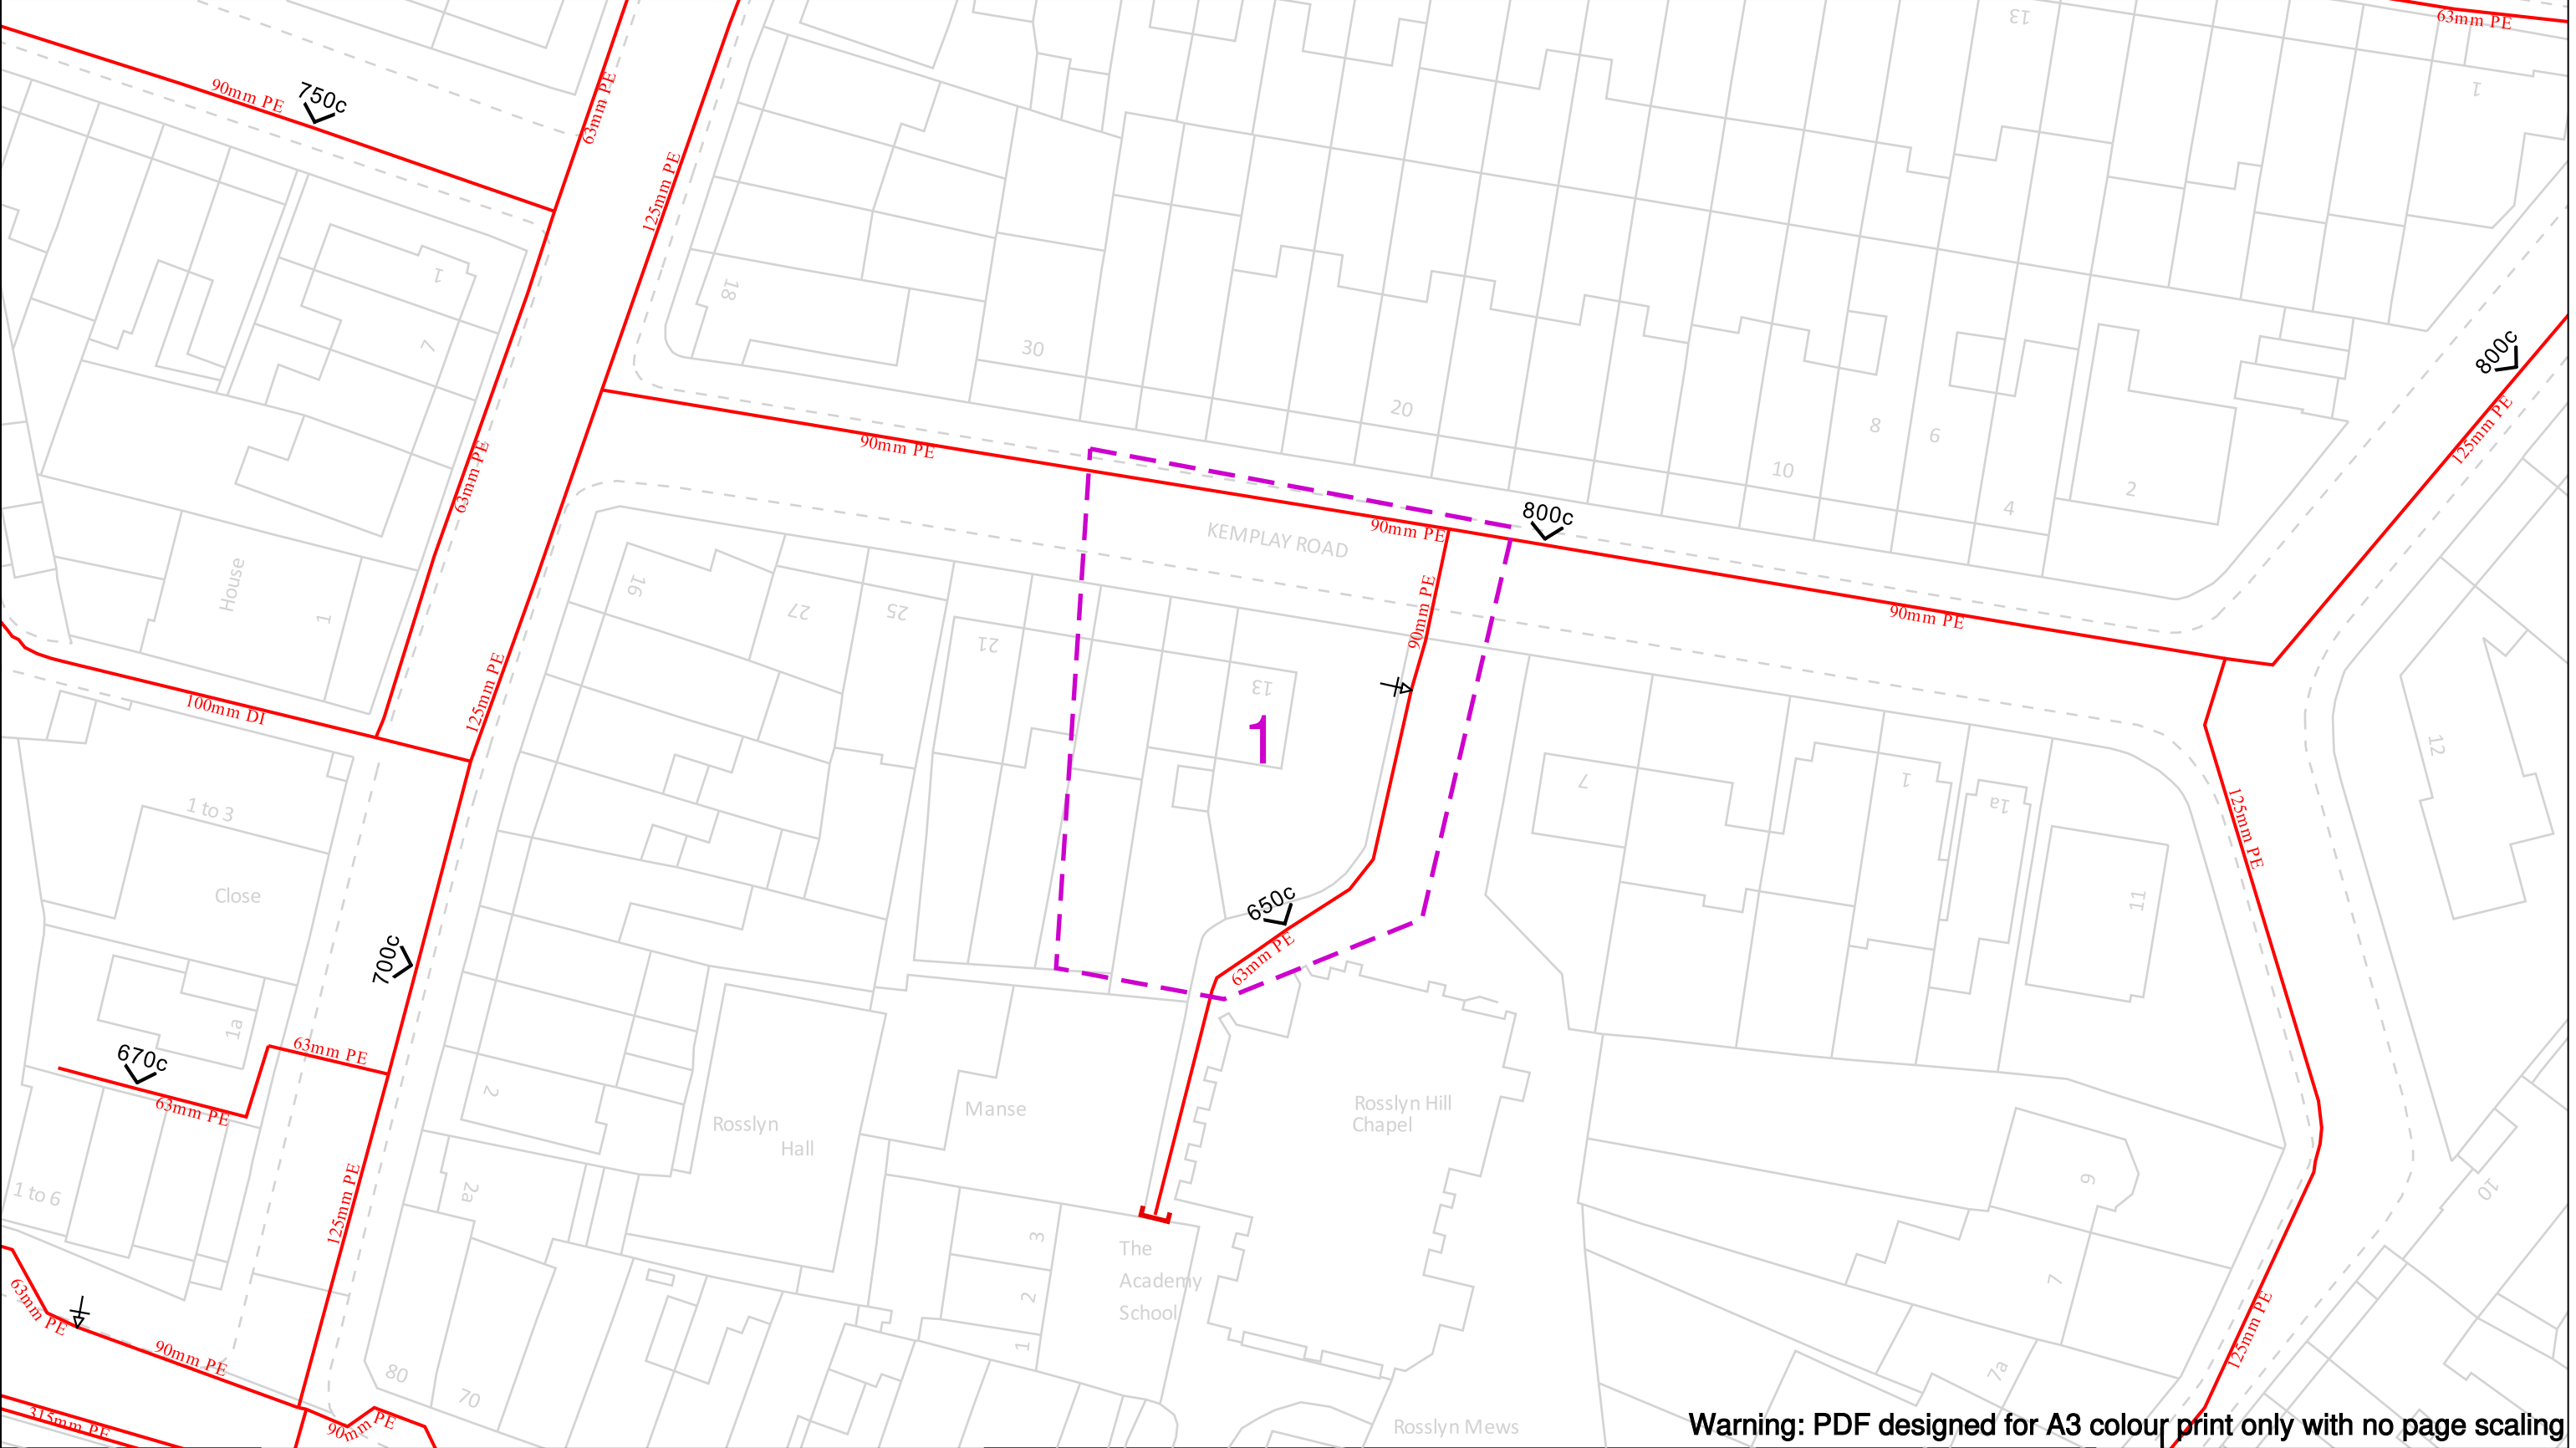 63mm PE
13
1
90mm PE
750c
63mm PE
125mm PE
1
7
18
30
20
8
6
10
4
2
800c
125mm PE
90mm PE
63mm PE
KEMPLAY ROAD
90mm PE
800c
90mm PE
90mm PE
House
1
16
27
25
21
13
1
125mm PE
100mm DI
7
1
1a
12
125mm PE
1 to 3
Close
11
650c
63mm PE
700c
1a
670c
63mm PE
63mm PE
2
Manse
Rosslyn
Hall
Rosslyn Hill
Chapel
1 to 6
125mm PE
2a
9
10
3
2
1
The
Academy
School
7
7a
125mm PE
63mm PE
90mm PE
80
70
315mm PE
90mm PE
Rosslyn Mews
Warning: PDF designed for A3 colour print only with no page scaling